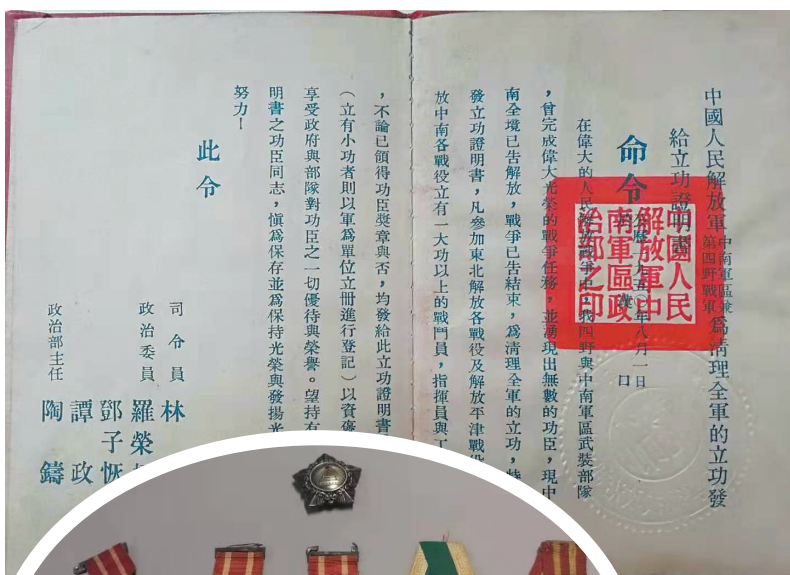 中國人民解放軍中南軍區兼第四野戰軍爲清理全軍的立功發
給立功證明書
命令
一九五〇年八月一日
中國人民
解放軍中
南軍區政
治部之印
在偉大的人民解放戰爭中，我四野與中南軍區武裝部隊
，曾完成偉大光榮的戰爭任務，並湧現出無數的功臣，現中
南全境已告解放，戰爭已告結束，爲清理全軍的立功，特
發立功證明書，凡參加東北解放各戰役及解放平津戰役
放中南各戰役立有一大功以上的戰鬥員，指揮員與工
，不論已領得功臣獎章與否，均發給此立功證明書
（立有小功者則以軍爲單位立冊進行登記）以資褒
享受政府與部隊對功臣之一切優待與榮譽。望持有
明書之功臣同志，愼爲保存並爲保持光榮與發揚光
努力！
此令
司令員 林
政治委員 羅榮
鄧子恢
譚政
政治部主任 陶鑄